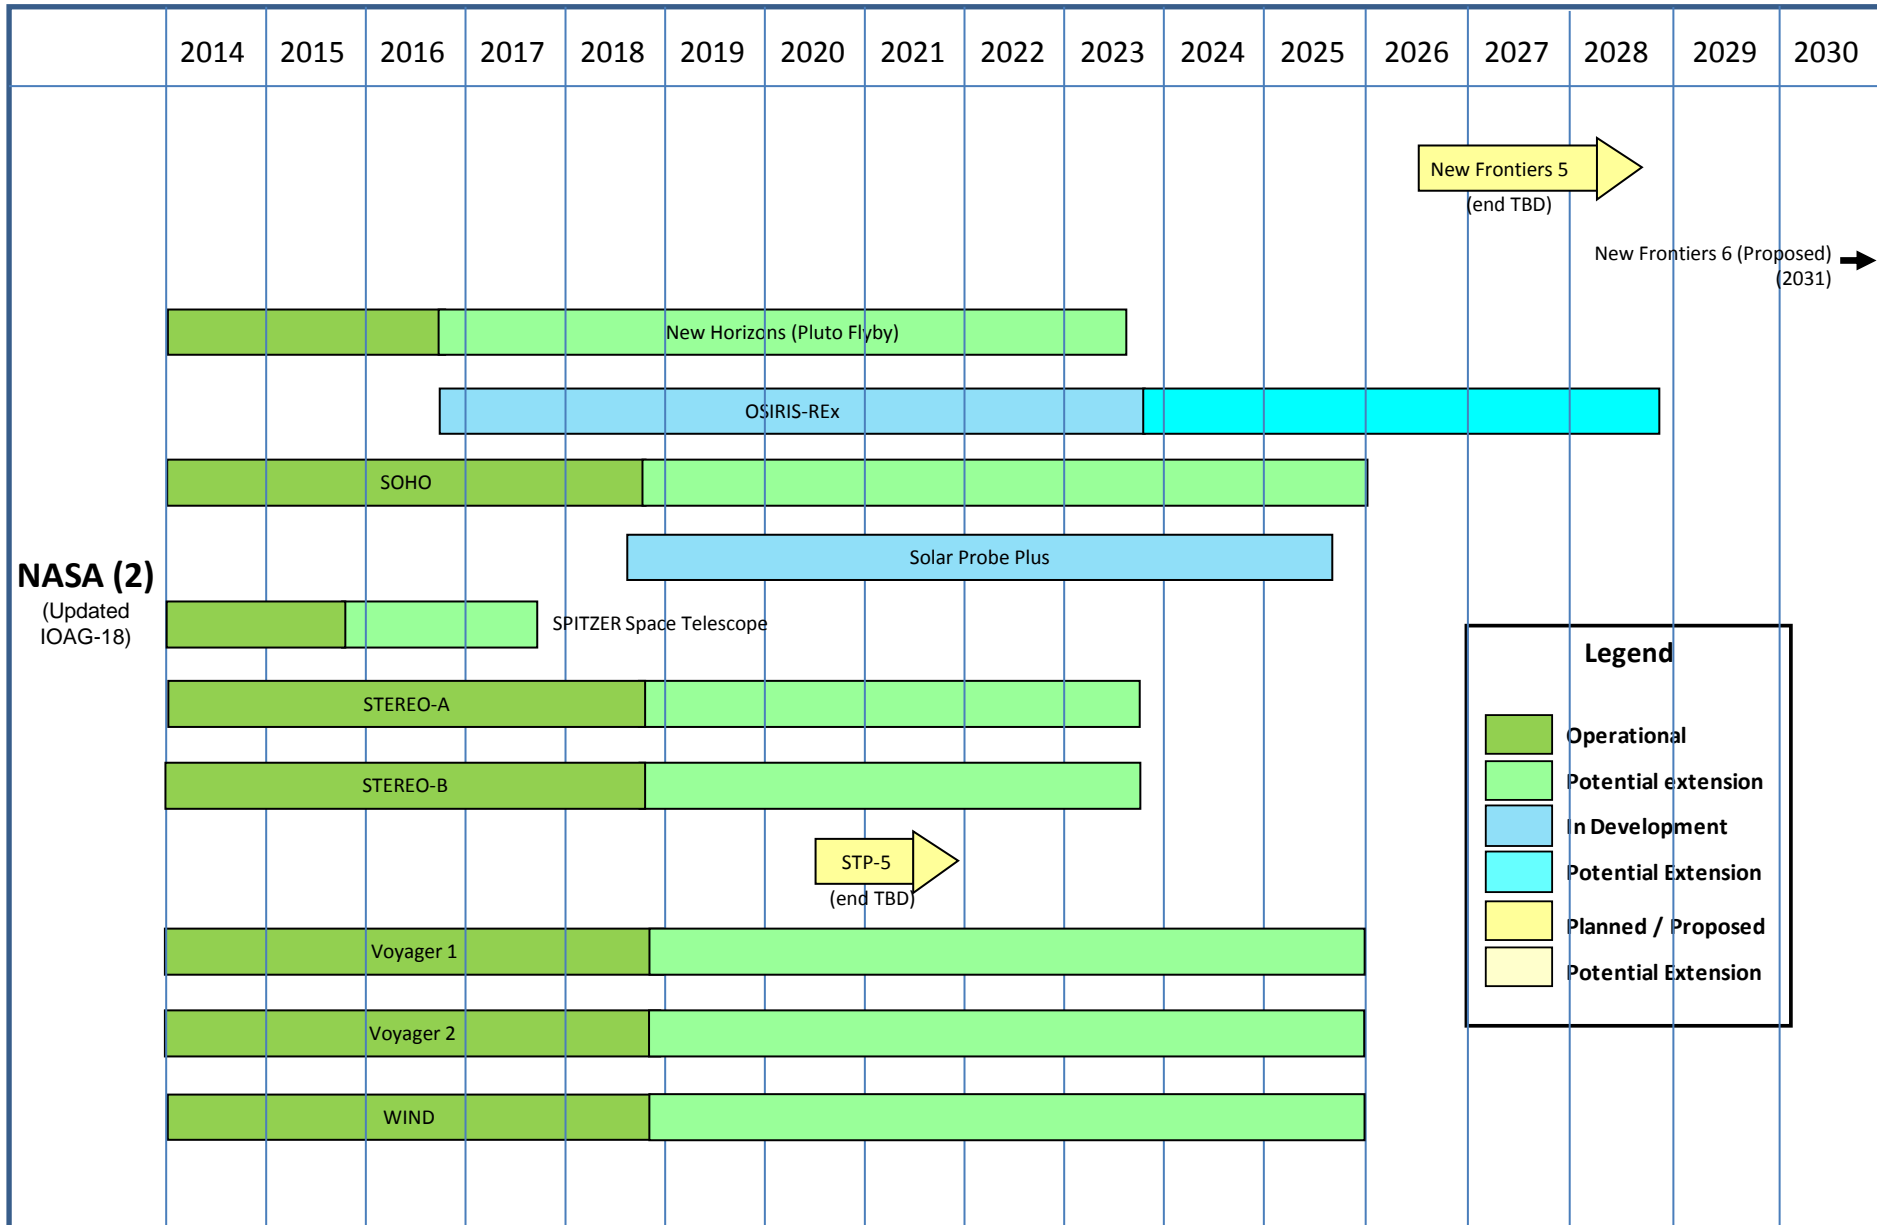 2014 2015 2016 2017 2018 2019 2020 2021 2022 2023 2024 2025 2026 2027 2028 2029 2030
New Frontiers 5
(end TBD)
New Frontiers 6 (Proposed)
(2031)
New Horizons (Pluto Flyby)
OSIRIS-REx
SOHO
Solar Probe Plus
NASA (2)
(Updated
IOAG-18)
SPITZER Space Telescope
STEREO-A
STEREO-B
STP-5
(end TBD)
Voyager 1
Voyager 2
WIND
Legend
Operational
Potential extension
In Development
Potential Extension
Planned / Proposed
Potential Extension